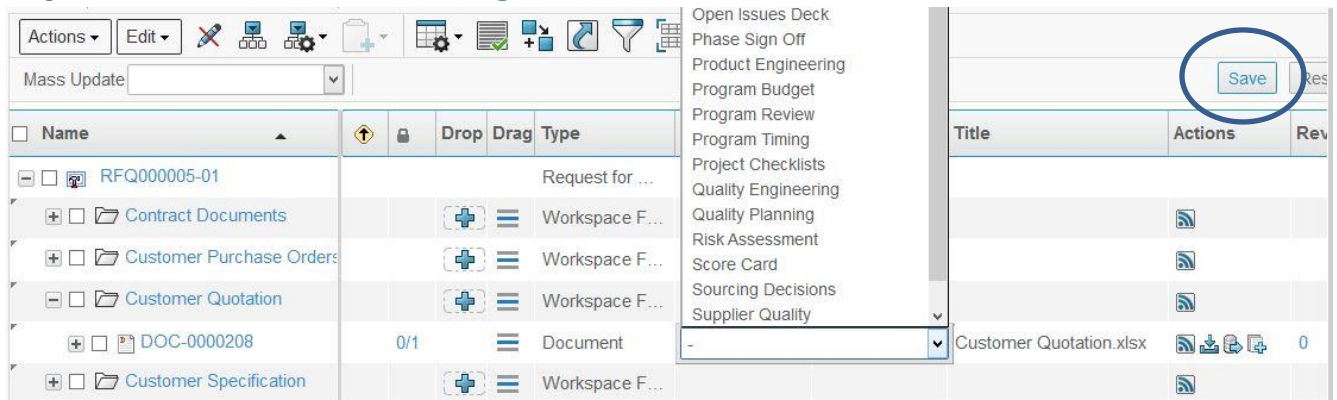 Open Issues Deck
Actions Edit
Phase Sign Off
Product Engineering
Mass Update
Program Budget
Save
Program Review
Name Drop Drag Type
Program Timing
Title Actions
Project Checklists
RFQ000005-01 Request for ...
Quality Engineering
Contract Documents Workspace F...
Quality Planning
Risk Assessment
Customer Purchase Orders Workspace F...
Score Card
Sourcing Decisions
Customer Quotation Workspace F...
Supplier Quality
DOC-0000208 0/1 Document - Customer Quotation.xlsx 0
Customer Specification Workspace F...